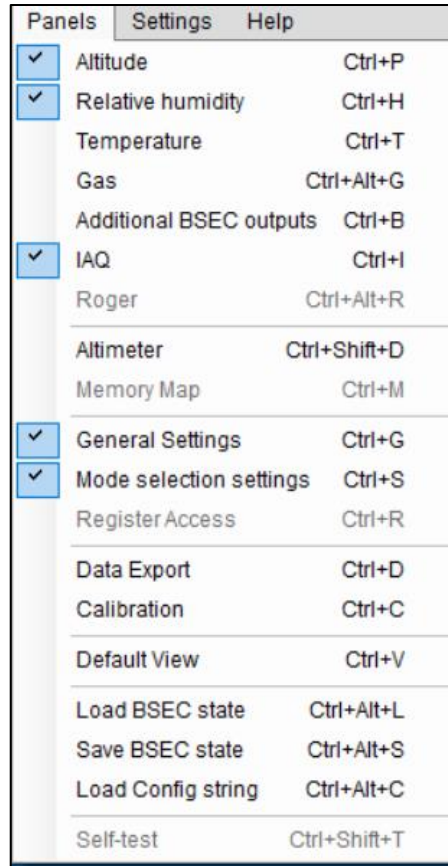 Panels Settings Help
Altitude Ctrl+P
Relative humidity Ctrl+H
Temperature Ctrl+T
Gas Ctrl+Alt+G
Additional BSEC outputs Ctrl+B
IAQ Ctrl+I
Roger Ctrl+Alt+R
Altimeter Ctrl+Shift+D
Memory Map Ctrl+M
General Settings Ctrl+G
Mode selection settings Ctrl+S
Register Access Ctrl+R
Data Export Ctrl+D
Calibration Ctrl+C
Default View Ctrl+V
Load BSEC state Ctrl+Alt+L
Save BSEC state Ctrl+Alt+S
Load Config string Ctrl+Alt+C
Self-test Ctrl+Shift+T